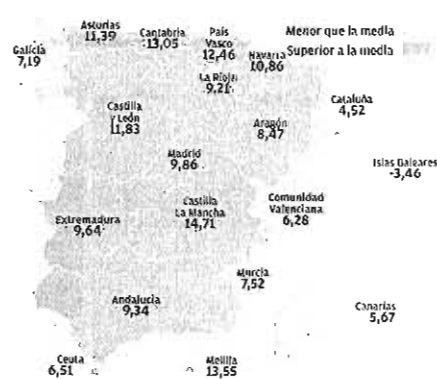 Asturias
11,39
Cantabria
13,05
País
Vasco
12,46
Menor que la media
Superior a la media
Galicia
7,19
Navarra
10,86
La Rioja
9,21
Cataluña
4,52
Castilla
y León
11,83
Aragón
8,47
Madrid
9,86
Islas Baleares
-3,46
Castilla
La Mancha
14,71
Comunidad
Valenciana
6,28
Extremadura
9,64
Murcia
7,52
Andalucía
9,34
Canarias
5,67
Ceuta
6,51
Melilla
13,55